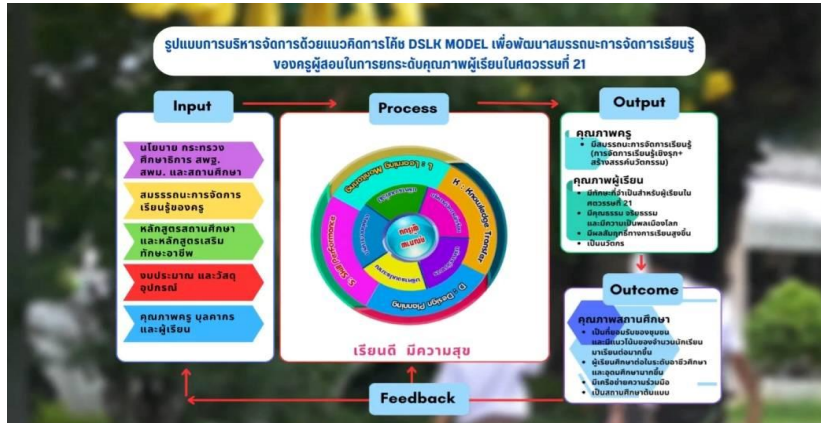 รูปแบบการบริหารจัดการด้วยแนวคิดการโค้ช DSLK MODEL เพื่อพัฒนาสมรรถนะการจัดการเรียนรู้
ของครูผู้สอนในการยกระดับคุณภาพผู้เรียนในศตวรรษที่ 21
Input
นโยบาย กระทรวง
ศึกษาธิการ สพฐ.
สพม. และสถานศึกษา
สมรรรถนะการจัดการ
เรียนรู้ของครู
หลักสูตรสถานศึกษา
และหลักสูตรเสริม
ทักษะอาชีพ
งบประมาณ และวัสดุ
อุปกรณ์
คุณภาพครู บุคลากร
และผู้เรียน
Process
L : Learning Monitoring
K : Knowledge Transfer
D : Design Planning
S : Skill Performance
เรียนดี มีความสุข
Output
คุณภาพครู
มีสมรรถนะการจัดการเรียนรู้
(การจัดการเรียนรู้เชิงรุก+
สร้างสรรค์นวัตกรรม)
คุณภาพผู้เรียน
มีทักษะที่จำเป็นสำหรับผู้เรียนใน
ศตวรรษที่ 21
มีคุณธรรม จริยธรรม
และมีความเป็นพลเมืองโลก
มีผลสัมฤทธิ์ทางการเรียนสูงขึ้น
เป็นนวัตกร
Outcome
คุณภาพสถานศึกษา
เป็นที่ยอมรับของชุมชน
และมีแนวโน้มของจำนวนนักเรียน
มาเรียนต่อมากขึ้น
ผู้เรียนศึกษาต่อในระดับอาชีวศึกษา
และอุดมศึกษามากขึ้น
มีเครือข่ายความร่วมมือ
เป็นสถานศึกษาต้นแบบ
Feedback